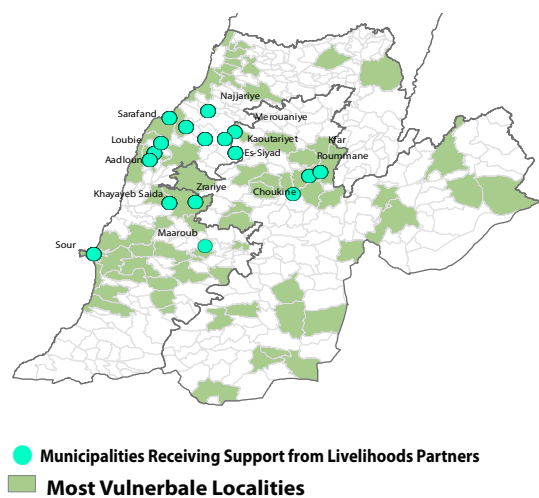 Najjariye
Sarafand
Merouaniye
Loubie
Kaoutariyet
Es-Siyad
Kfar
Roummane
Aadloun
Khayayeb Saida
Zrariye
Choukine
Maaroub
Sour
Municipalities Receiving Support from Livelihoods Partners
Most Vulnerbale Localities